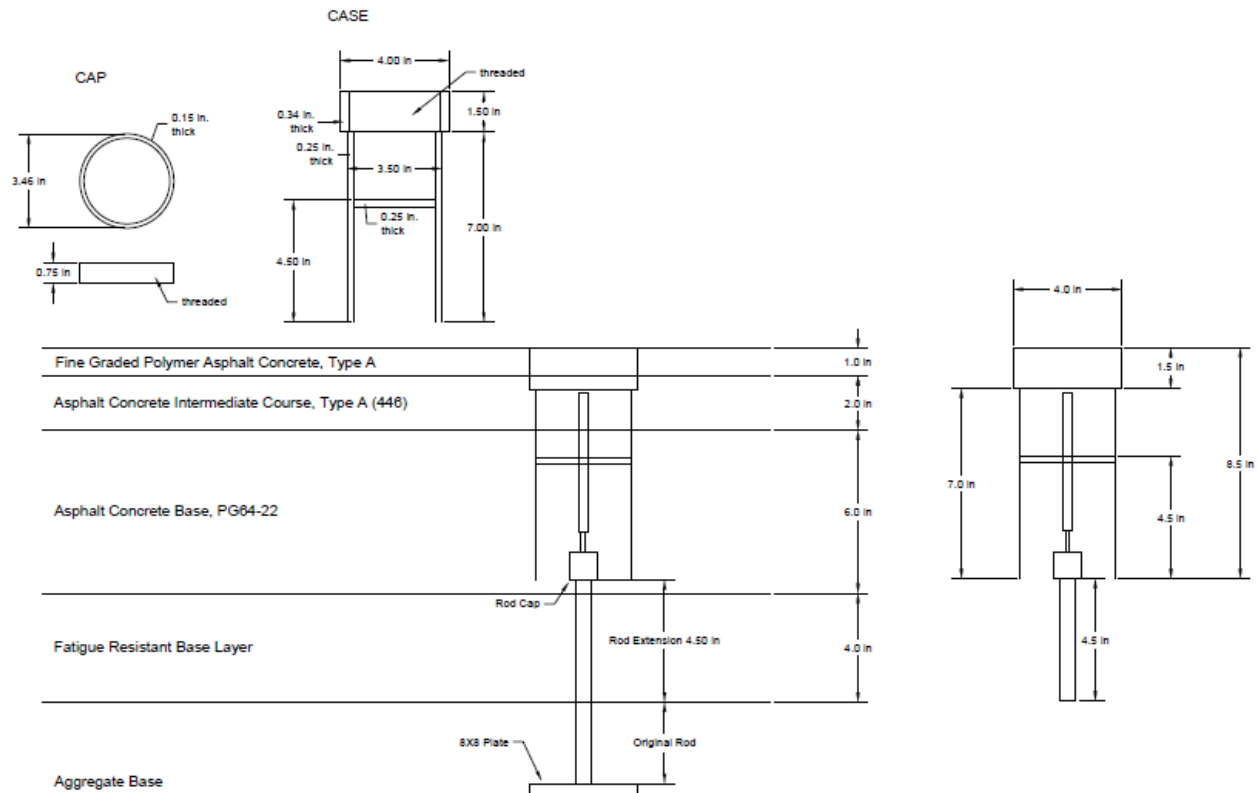 CASE
4.00 in
threaded
1.50 in
0.34 in.
thick
0.25 in.
thick
3.50 in
0.25 in.
thick
7.00 in
4.50 in
CAP
0.15 in.
thick
3.46 in
0.75 in
threaded
Fine Graded Polymer Asphalt Concrete, Type A
1.0 in
Asphalt Concrete Intermediate Course, Type A (446)
2.0 in
Asphalt Concrete Base, PG64-22
6.0 in
Rod Cap
Fatigue Resistant Base Layer
Rod Extension 4.50 in
4.0 in
8X8 Plate
Original Rod
Aggregate Base
4.0 in
1.5 in
8.5 in
7.0 in
4.5 in
4.5 in